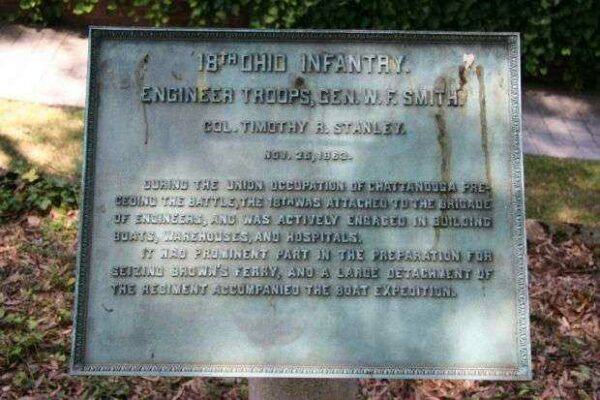 18TH OHIO INFANTRY.
ENGINEER TROOPS, GEN. W. F. SMITH.
COL. TIMOTHY R. STANLEY.
NOV. 25, 1863.
DURING THE UNION OCCUPATION OF CHATTANOOGA PRE-
CEDING THE BATTLE, THE 18TH WAS ATTACHED TO THE BRIGADE
OF ENGINEERS, AND WAS ACTIVELY ENGAGED IN BUILDING
BOATS, WAREHOUSES, AND HOSPITALS.
IT HAD PROMINENT PART IN THE PREPARATION FOR
SEIZING BROWN'S FERRY, AND A LARGE DETACHMENT OF
THE REGIMENT ACCOMPANIED THE BOAT EXPEDITION.